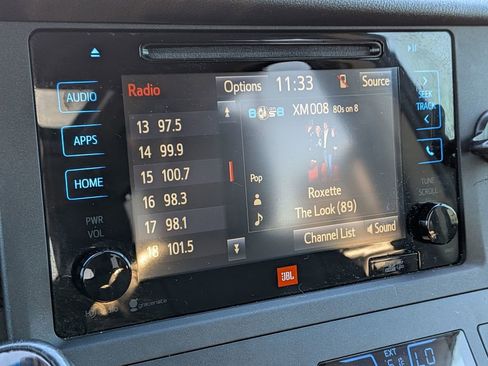 Radio
Options
11:33
Source
AUDIO
APPS
HOME
PWR
VOL
13 97.5
14 99.9
15 100.7
16 98.3
17 98.1
18 101.5
XM008 80s on 8
Pop
Roxette
The Look (89)
Channel List
Sound
SEEK
TRACK
TUNE
SCROLL
JBL
gracenote
EXT
LO